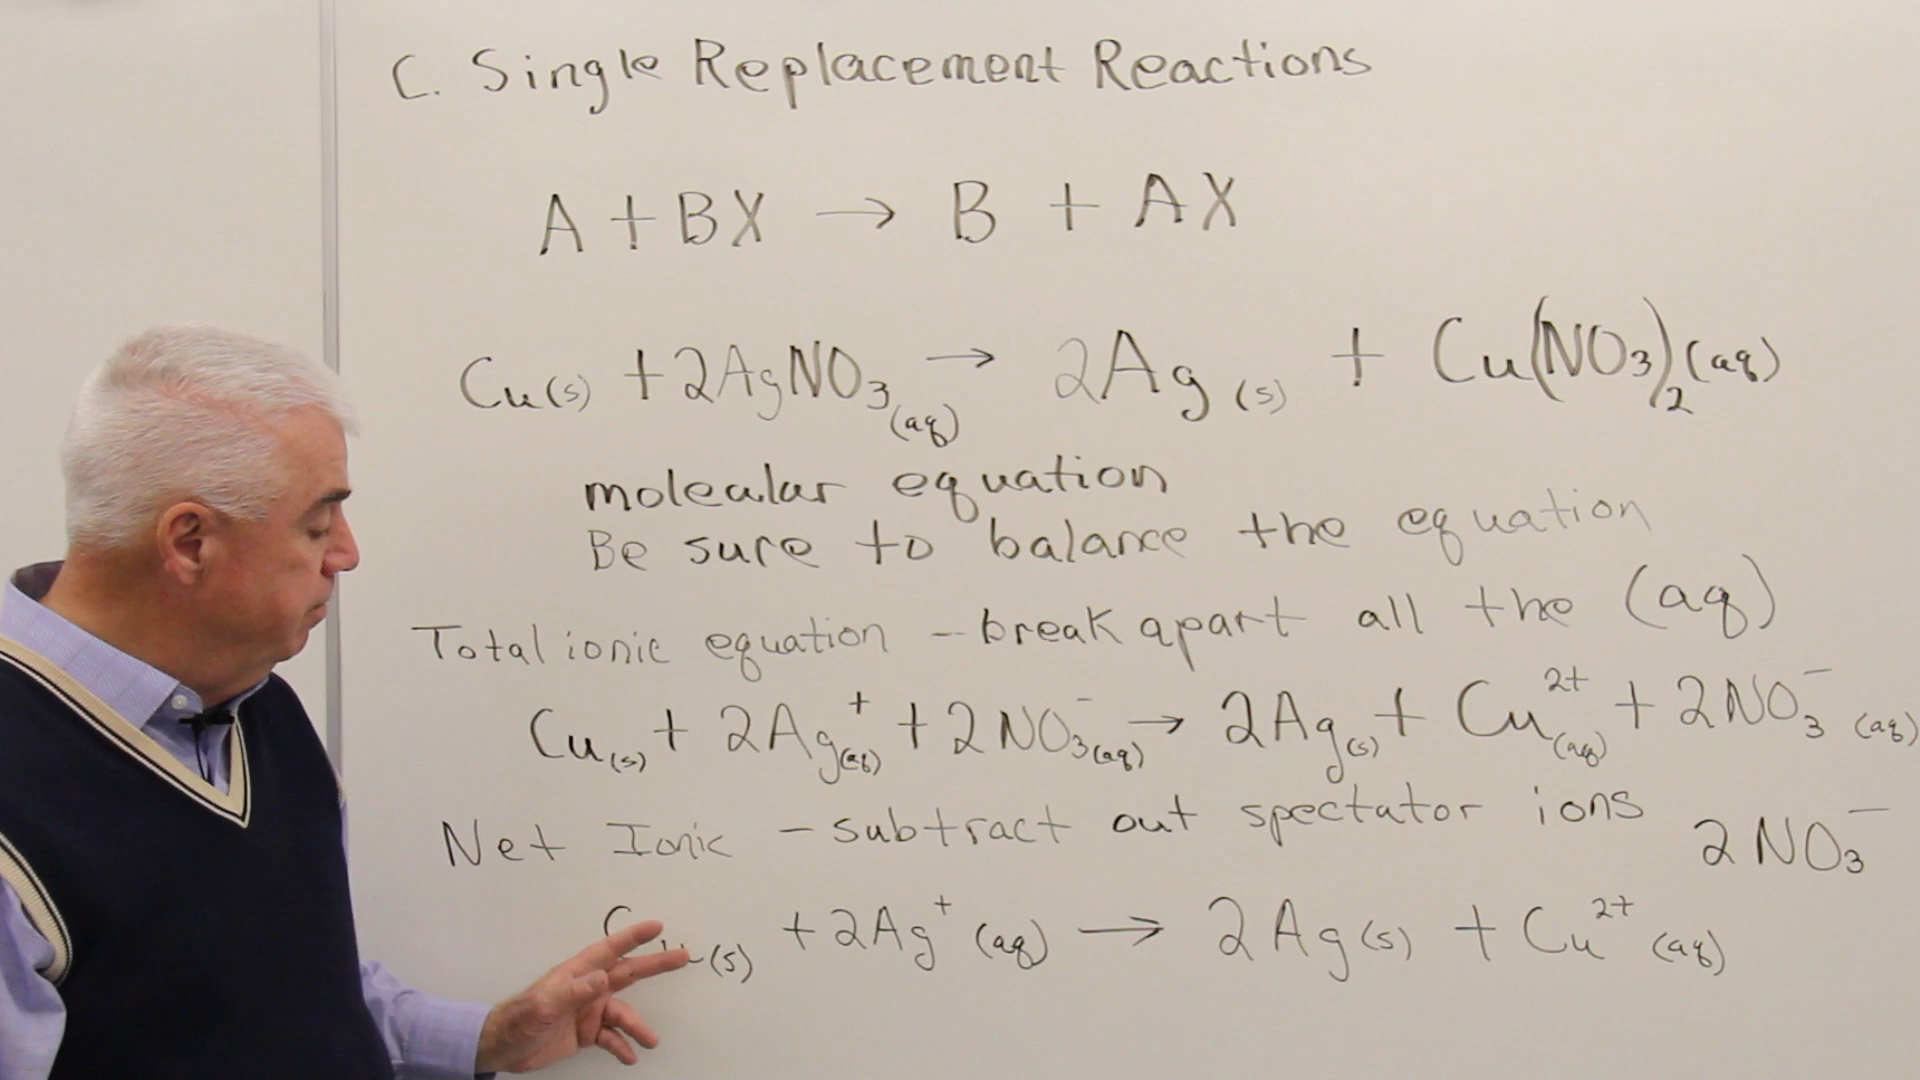 C. Single Replacement Reactions
A + BX → B + AX
Cu(s) + 2AgNO₃(aq) → 2Ag(s) + Cu(NO₃)₂(aq)
molecular equation
Be sure to balance the equation
Total ionic equation – break apart all the (aq)
Cu(s) + 2Ag⁺(aq) + 2NO₃⁻(aq) → 2Ag(s) + Cu²⁺(aq) + 2NO₃⁻(aq)
Net Ionic – subtract out spectator ions 2NO₃⁻
Cu(s) + 2Ag⁺(aq) → 2Ag(s) + Cu²⁺(aq)